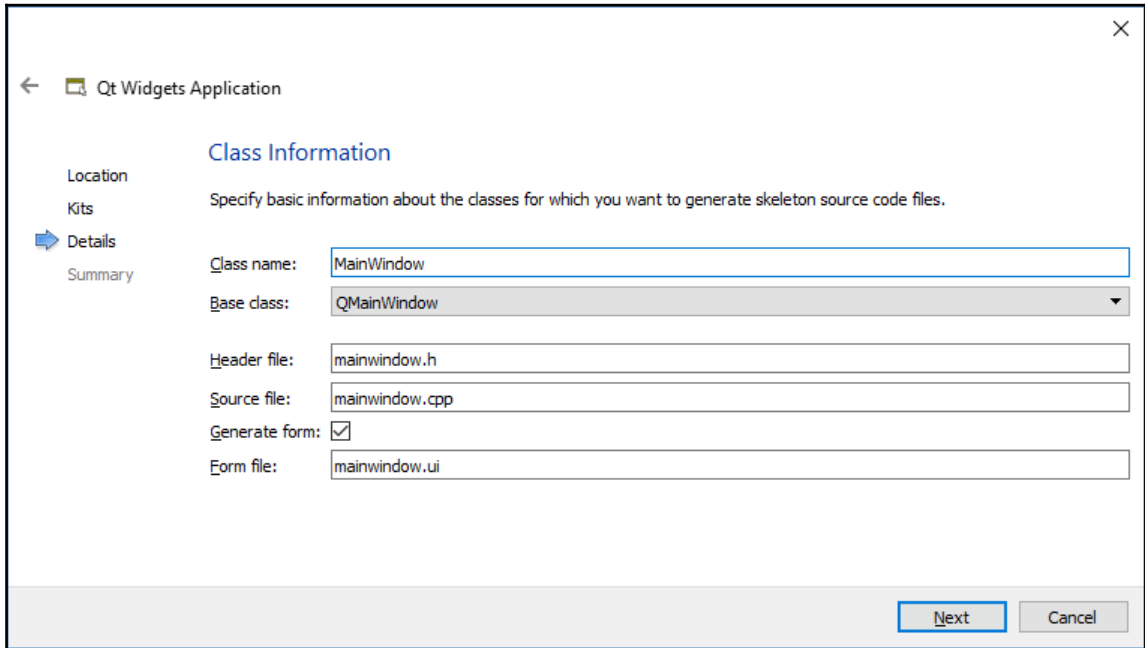 Qt Widgets Application
Location
Kits
Details
Summary
Class Information
Specify basic information about the classes for which you want to generate skeleton source code files.
Class name: MainWindow
Base class: QMainWindow
Header file: mainwindow.h
Source file: mainwindow.cpp
Generate form:
Form file: mainwindow.ui
Next Cancel